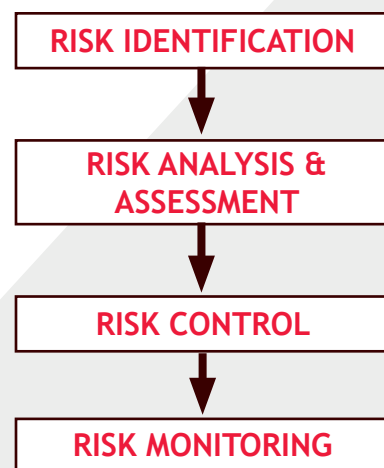 RISK IDENTIFICATION
RISK ANALYSIS &
ASSESSMENT
RISK CONTROL
RISK MONITORING